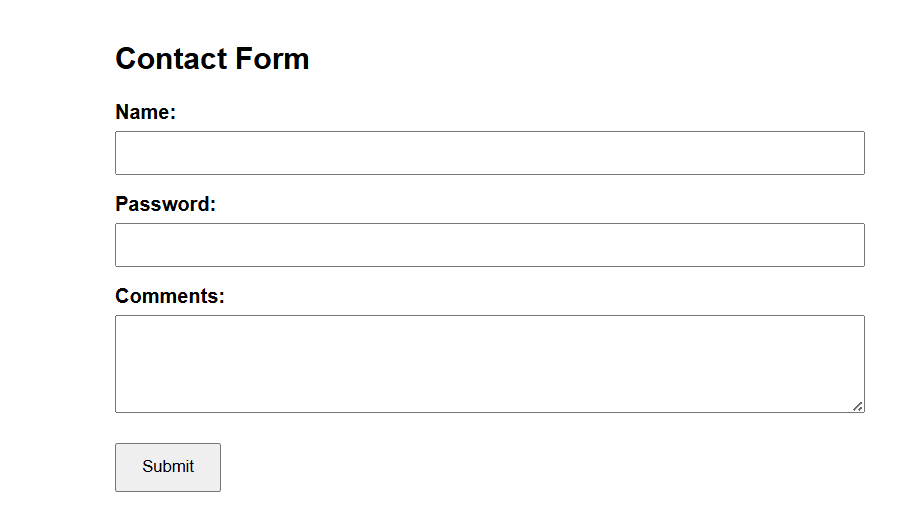 Contact Form
Name:
Password:
Comments:
Submit